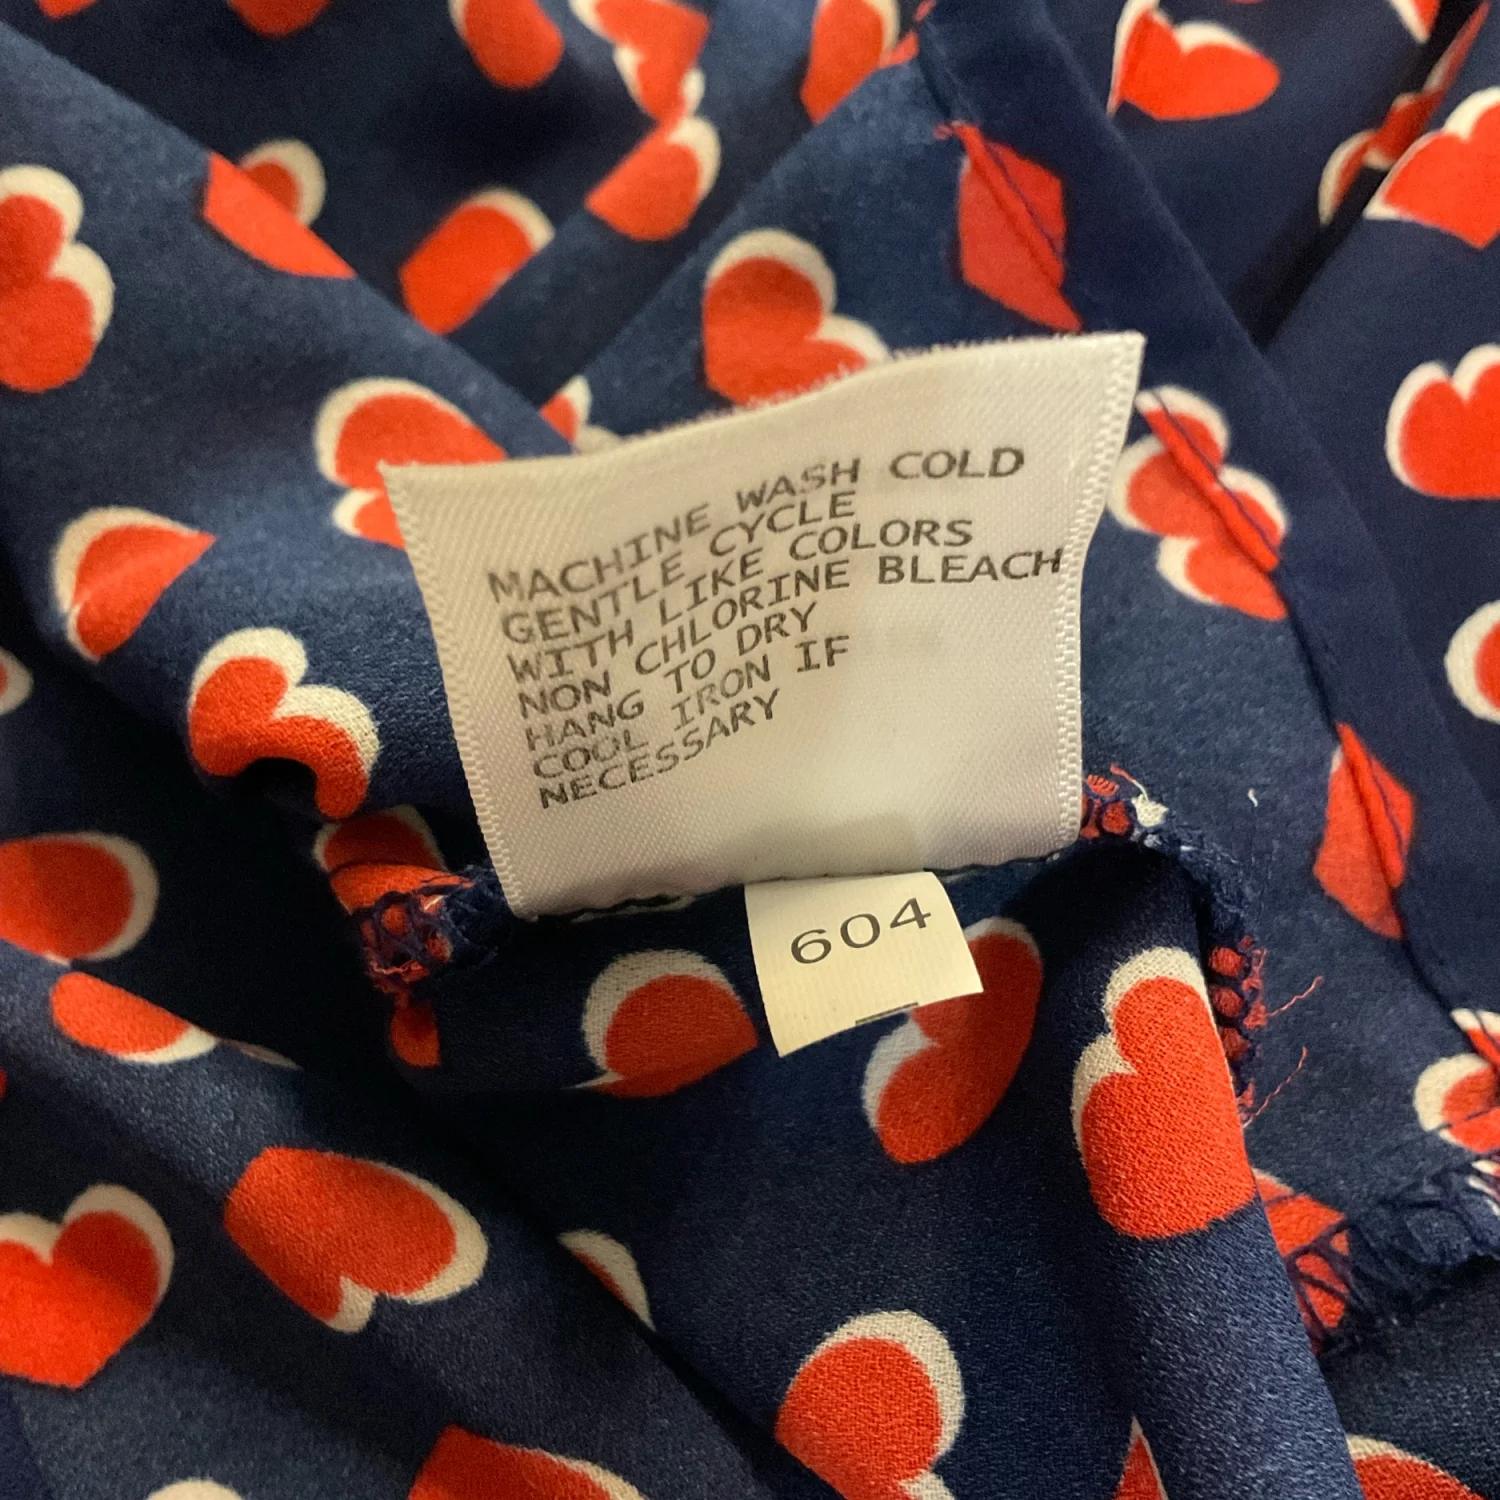 MACHINE WASH COLD
GENTLE CYCLE
WITH LIKE COLORS
NON CHLORINE BLEACH
HANG TO DRY
COOL IRON IF
NECESSARY
604